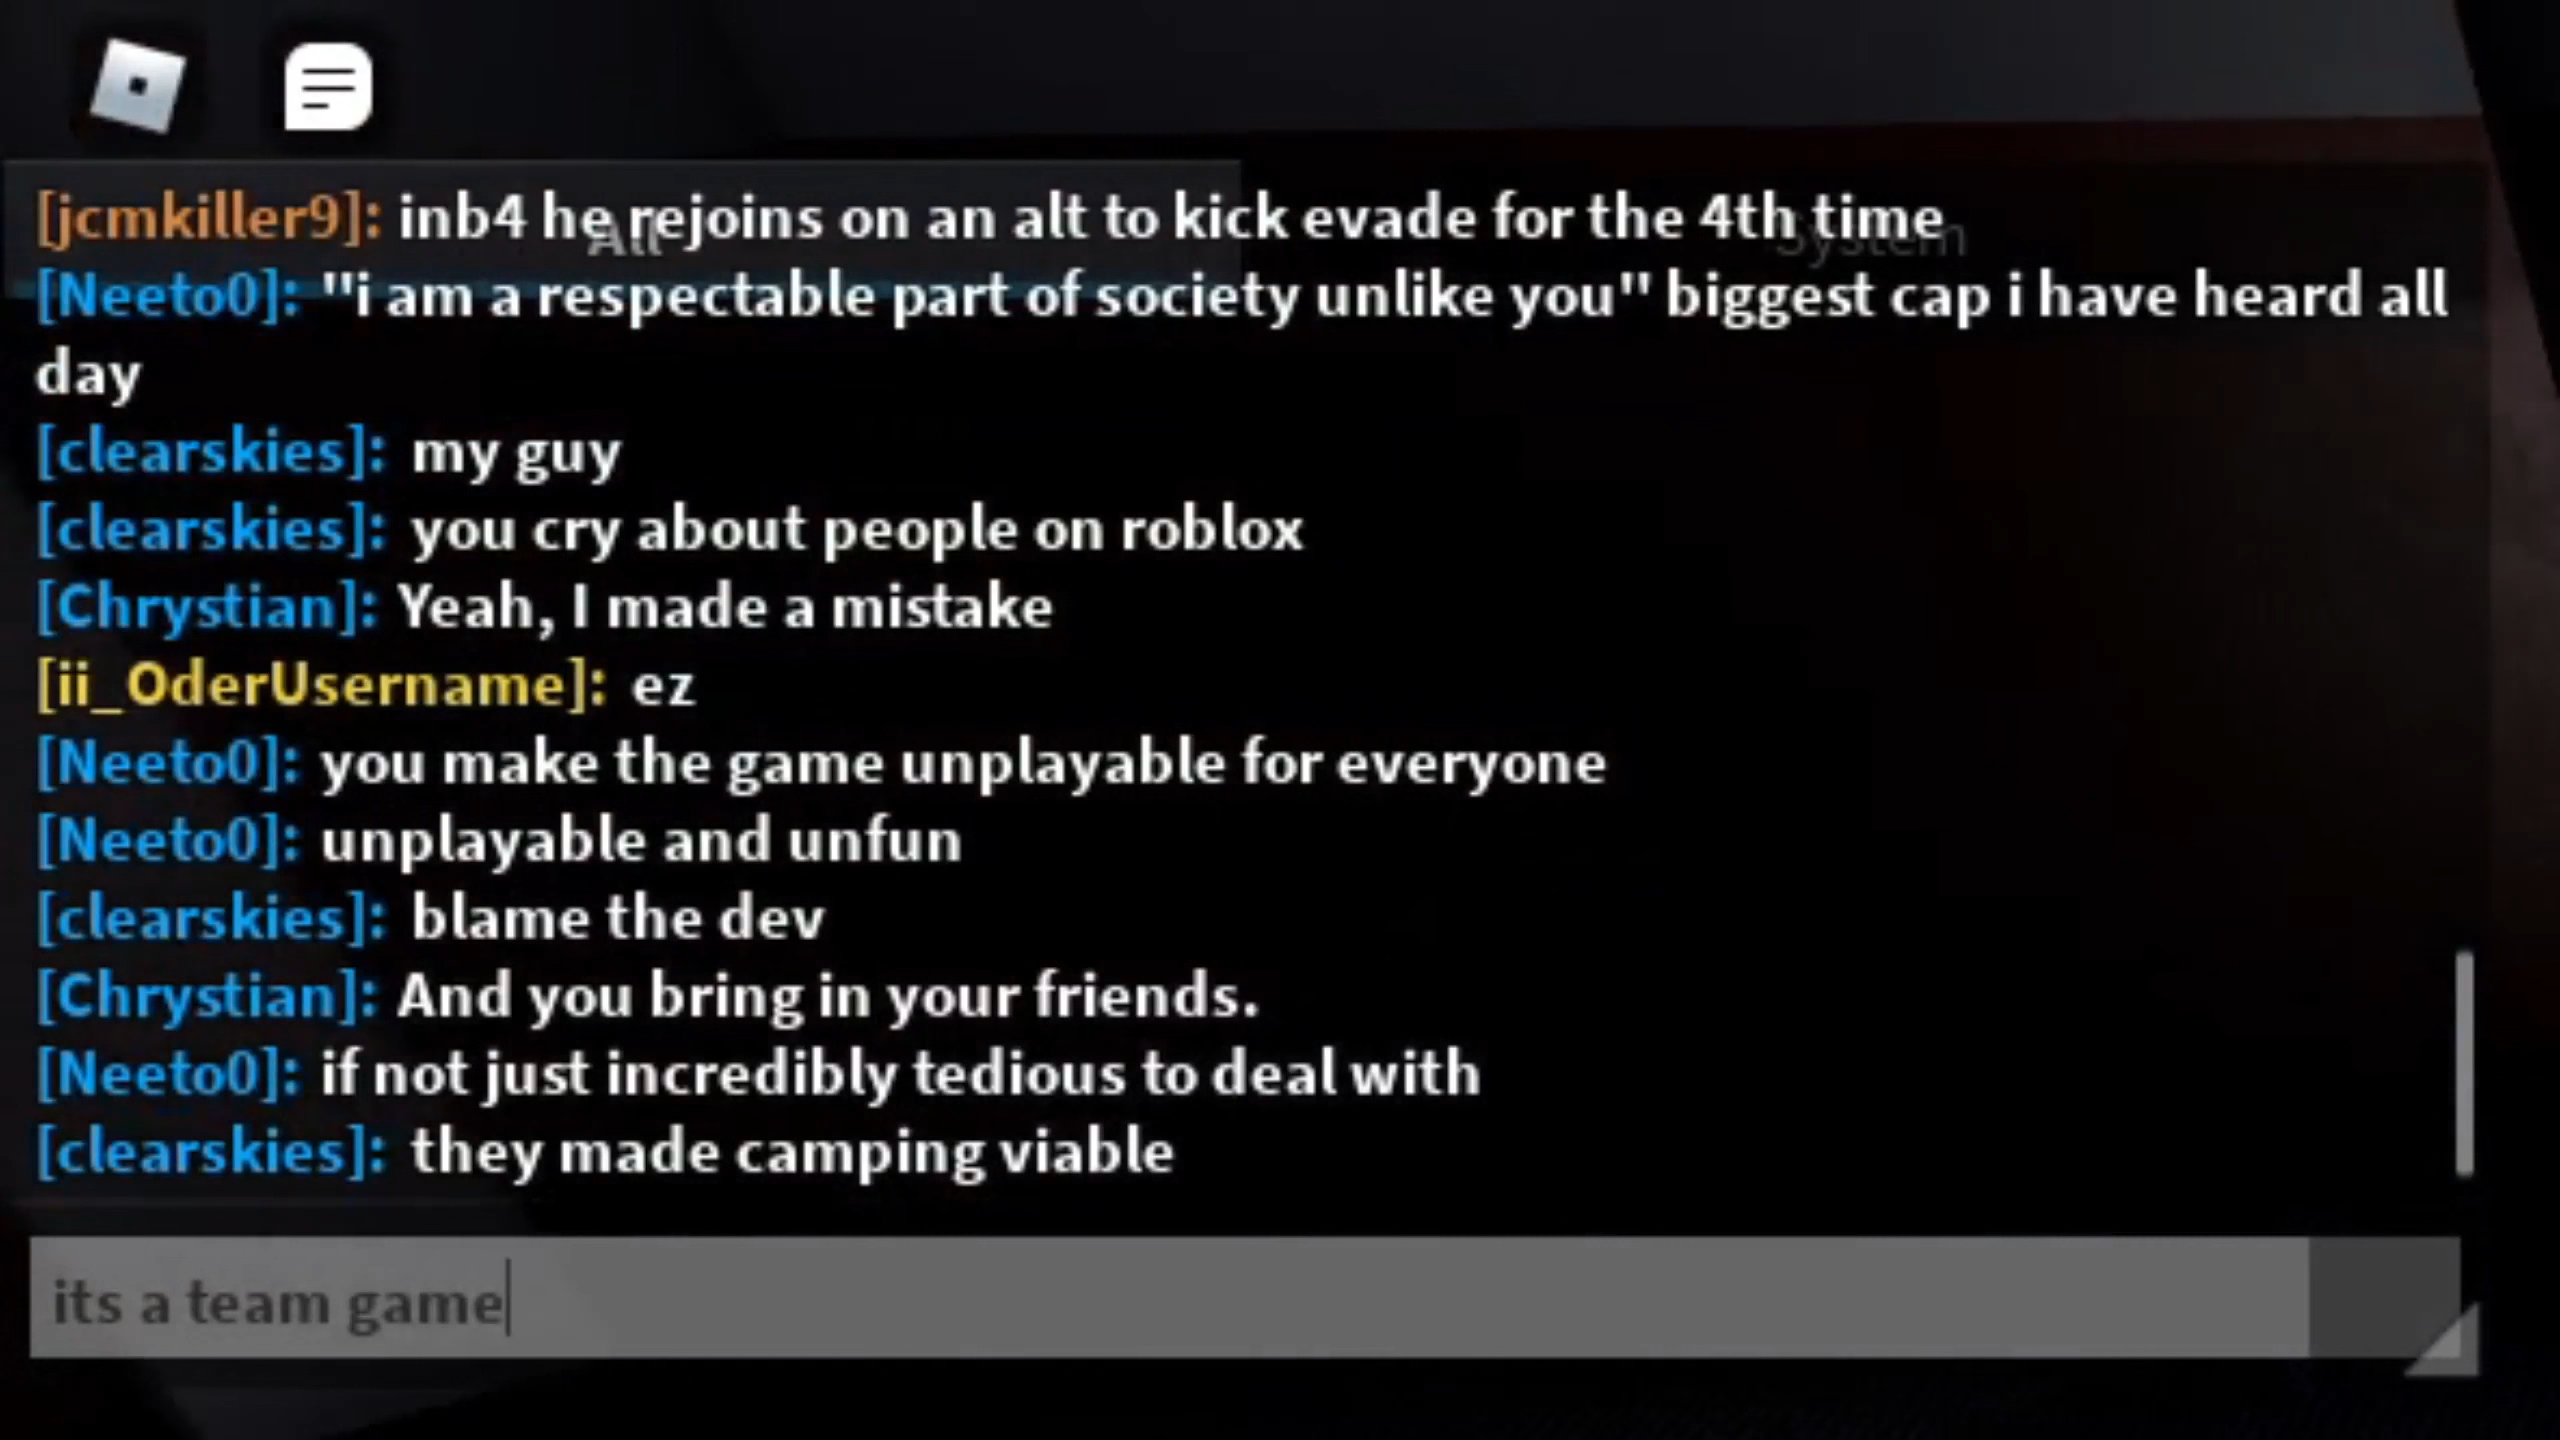 All System
[jcmkiller9]: inb4 he rejoins on an alt to kick evade for the 4th time
[Neeto0]: "i am a respectable part of society unlike you" biggest cap i have heard all
day
[clearskies]: my guy
[clearskies]: you cry about people on roblox
[Chrystian]: Yeah, I made a mistake
[ii_OderUsername]: ez
[Neeto0]: you make the game unplayable for everyone
[Neeto0]: unplayable and unfun
[clearskies]: blame the dev
[Chrystian]: And you bring in your friends.
[Neeto0]: if not just incredibly tedious to deal with
[clearskies]: they made camping viable
its a team game